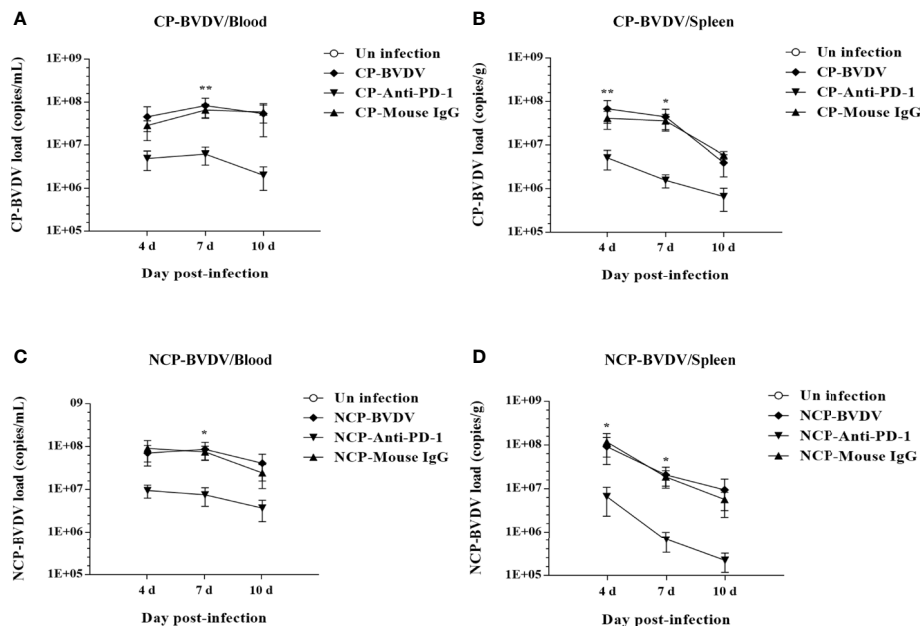 A
CP-BVDV/Blood
CP-BVDV load (copies/mL)
1E+09
1E+08
1E+07
1E+06
1E+05
**
4 d
7 d
10 d
Day post-infection
Un infection
CP-BVDV
CP-Anti-PD-1
CP-Mouse IgG
B
CP-BVDV/Spleen
CP-BVDV load (copies/g)
1E+09
1E+08
1E+07
1E+06
1E+05
**
*
4 d
7 d
10 d
Day post-infection
Un infection
CP-BVDV
CP-Anti-PD-1
CP-Mouse IgG
C
NCP-BVDV/Blood
NCP-BVDV load (copies/mL)
09
1E+08
1E+07
1E+06
1E+05
*
4 d
7 d
10 d
Day post-infection
Un infection
NCP-BVDV
NCP-Anti-PD-1
NCP-Mouse IgG
D
NCP-BVDV/Spleen
NCP-BVDV load (copies/g)
1E+09
1E+08
1E+07
1E+06
1E+05
*
*
4 d
7 d
10 d
Day post-infection
Un infection
NCP-BVDV
NCP-Anti-PD-1
NCP-Mouse IgG